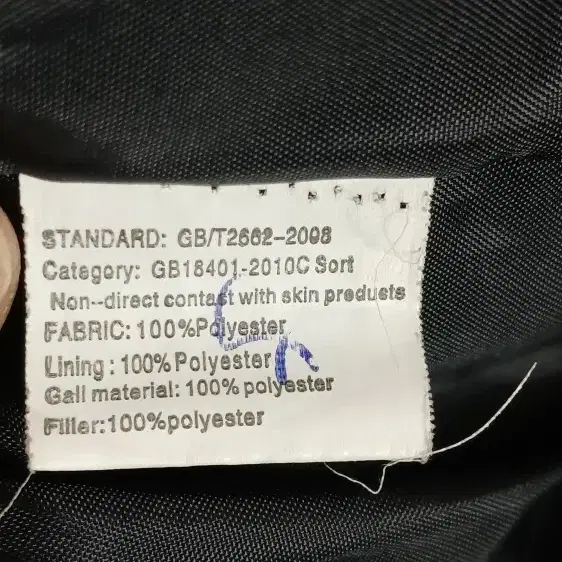 STANDARD: GB/T2662-2008
Category: GB18401-2010C Sort
Non--direct contact with skin products
FABRIC: 100%Polyester
Lining: 100% Polyester
Gall material: 100% polyester
Filler:100%polyester